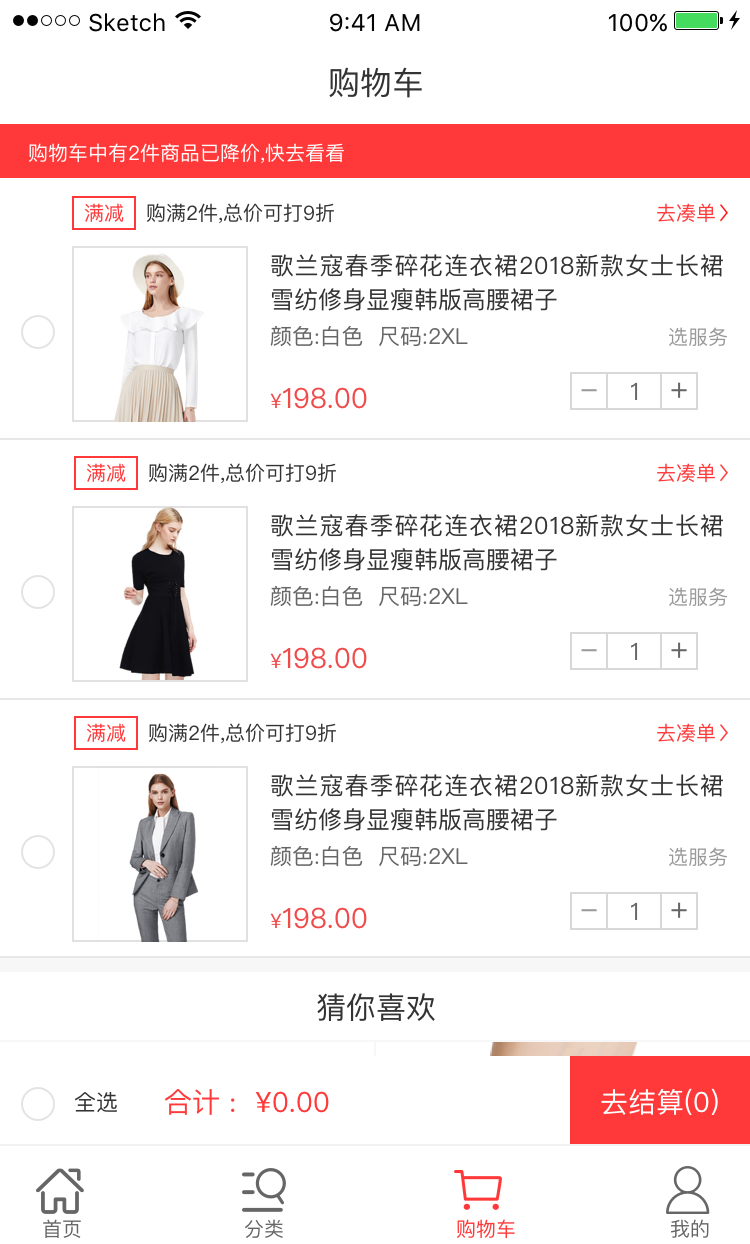 Sketch 9:41 AM 100%
购物车
购物车中有2件商品已降价,快去看看
满减 购满2件,总价可打9折 去凑单
歌兰寇春季碎花连衣裙2018新款女士长裙
雪纺修身显瘦韩版高腰裙子
颜色:白色 尺码:2XL 选服务
¥198.00 1
满减 购满2件,总价可打9折 去凑单
歌兰寇春季碎花连衣裙2018新款女士长裙
雪纺修身显瘦韩版高腰裙子
颜色:白色 尺码:2XL 选服务
¥198.00 1
满减 购满2件,总价可打9折 去凑单
歌兰寇春季碎花连衣裙2018新款女士长裙
雪纺修身显瘦韩版高腰裙子
颜色:白色 尺码:2XL 选服务
¥198.00 1
猜你喜欢
全选 合计： ¥0.00 去结算(0)
首页 分类 购物车 我的